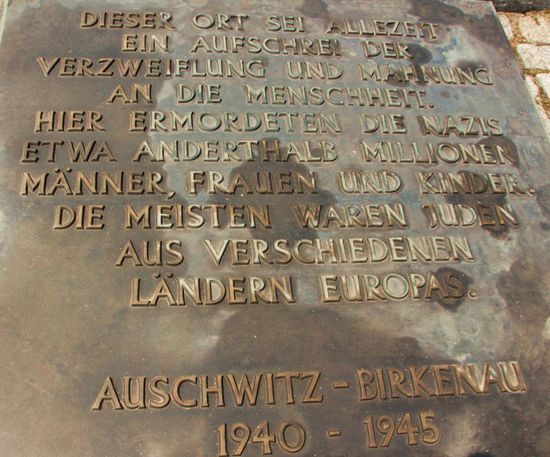 DIESER ORT SEI ALLEZEIT
EIN AUFSCHREI DER
VERZWEIFLUNG UND MAHNUNG
AN DIE MENSCHHEIT.
HIER ERMORDETEN DIE NAZIS
ETWA ANDERTHALB MILLIONEN
MÄNNER, FRAUEN UND KINDER.
DIE MEISTEN WAREN JUDEN
AUS VERSCHIEDENEN
LÄNDERN EUROPAS.
AUSCHWITZ - BIRKENAU
1940 - 1945